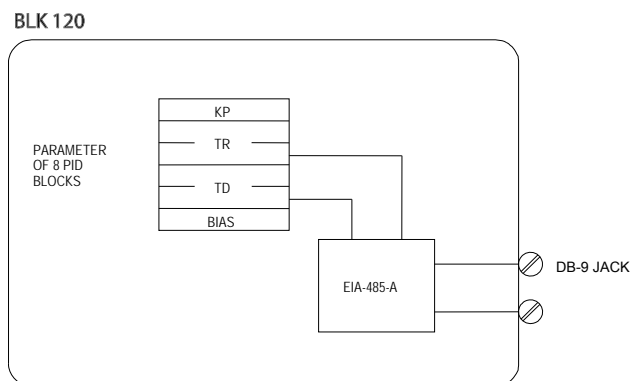 BLK 120
KP
TR
TD
BIAS
PARAMETER
OF 8 PID
BLOCKS
EIA-485-A
DB-9 JACK